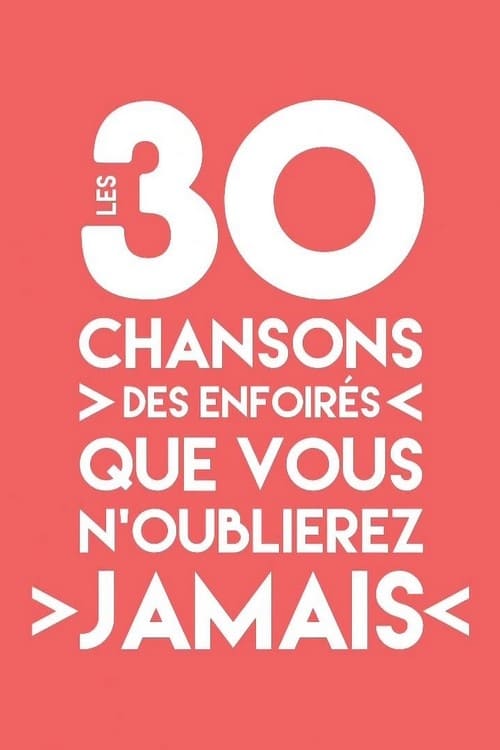 LES 30
CHANSONS
> DES ENFOIRÉS <
QUE VOUS
N'OUBLIEREZ
>JAMAIS<